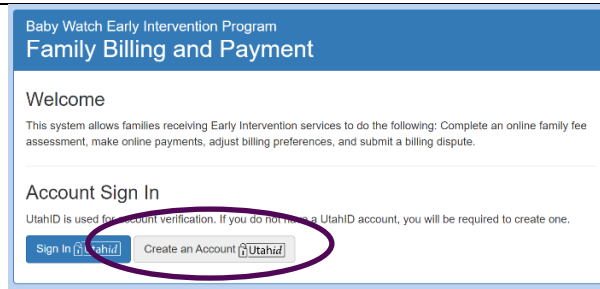 Baby Watch Early Intervention Program
Family Billing and Payment
Welcome
This system allows families receiving Early Intervention services to do the following: Complete an online family fee
assessment, make online payments, adjust billing preferences, and submit a billing dispute.
Account Sign In
UtahID is used for account verification. If you do not have a UtahID account, you will be required to create one.
Sign In Utahid Create an Account Utahid